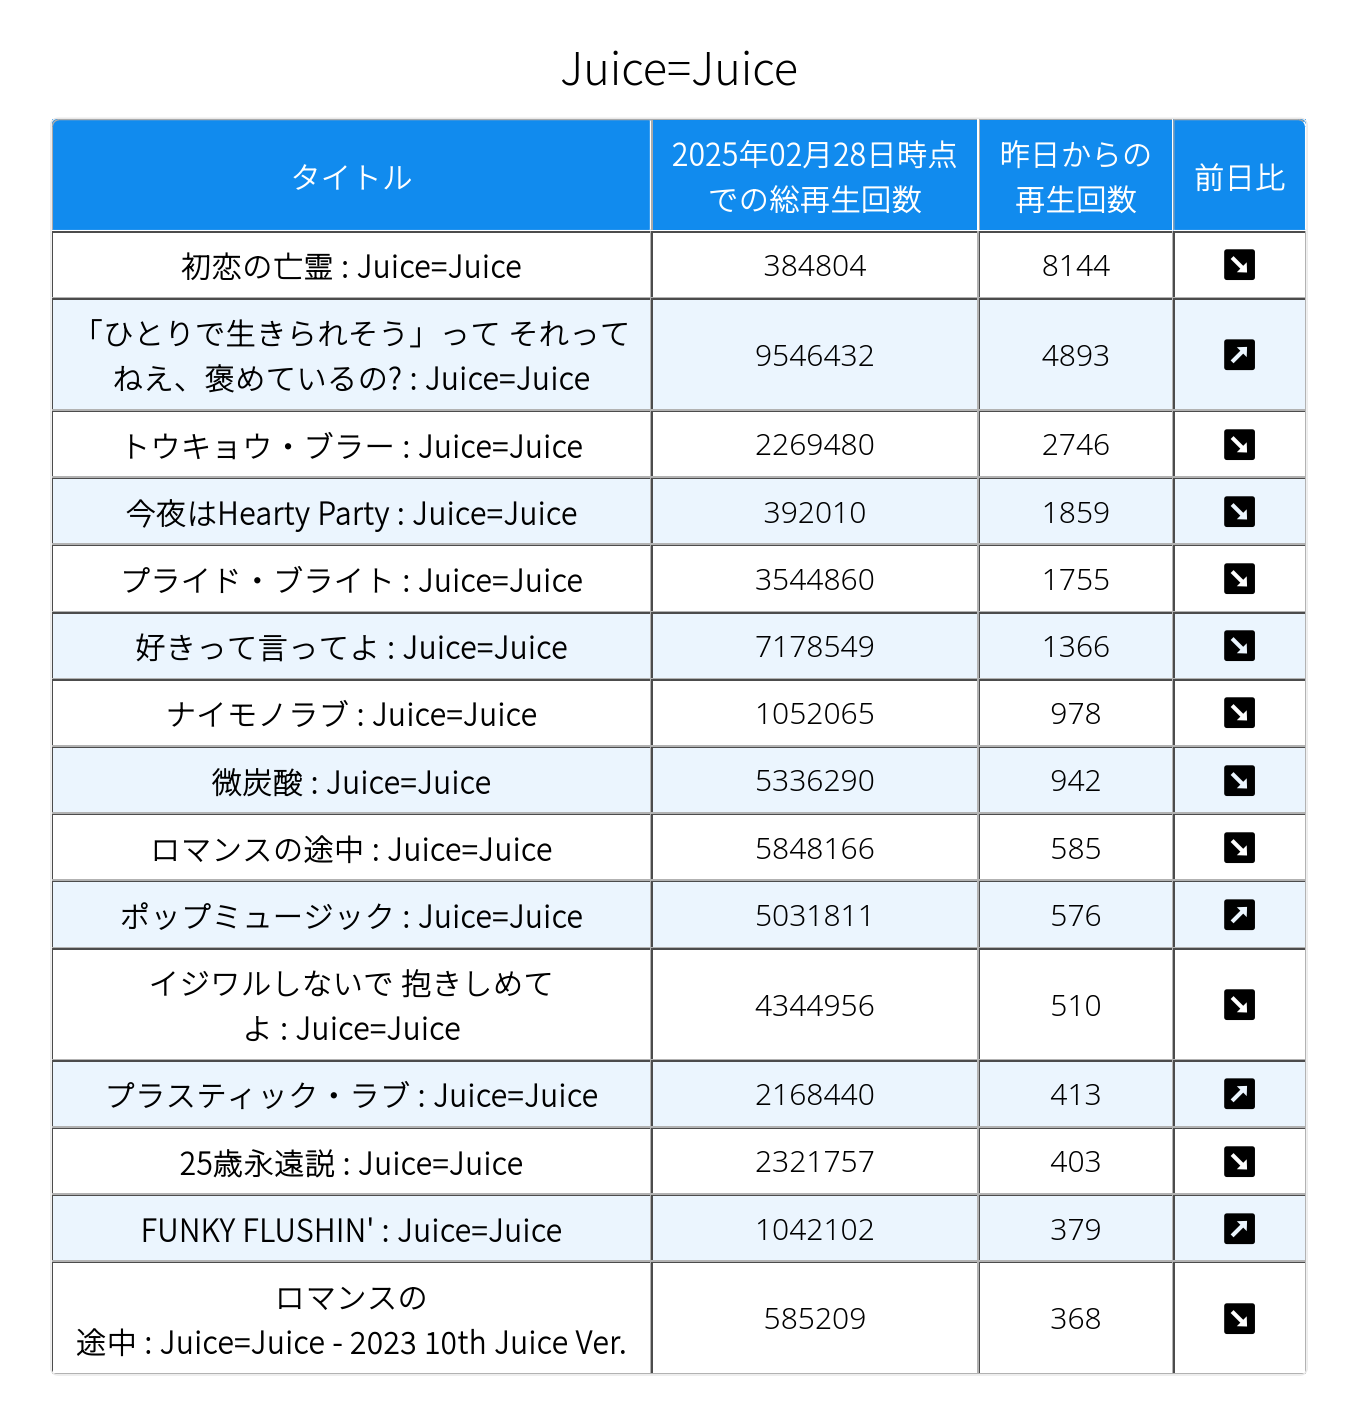 Juice=Juice
タイトル
2025年02月28日時点
での総再生回数
昨日からの
再生回数
前日比
初恋の亡霊 : Juice=Juice 384804 8144
「ひとりで生きられそう」って それって
ねえ、褒めているの? : Juice=Juice 9546432 4893
トウキョウ・ブラー : Juice=Juice 2269480 2746
今夜はHearty Party : Juice=Juice 392010 1859
プライド・ブライト : Juice=Juice 3544860 1755
好きって言ってよ : Juice=Juice 7178549 1366
ナイモノラブ : Juice=Juice 1052065 978
微炭酸 : Juice=Juice 5336290 942
ロマンスの途中 : Juice=Juice 5848166 585
ポップミュージック : Juice=Juice 5031811 576
イジワルしないで 抱きしめて
よ : Juice=Juice 4344956 510
プラスティック・ラブ : Juice=Juice 2168440 413
25歳永遠説 : Juice=Juice 2321757 403
FUNKY FLUSHIN' : Juice=Juice 1042102 379
ロマンスの
途中 : Juice=Juice - 2023 10th Juice Ver. 585209 368